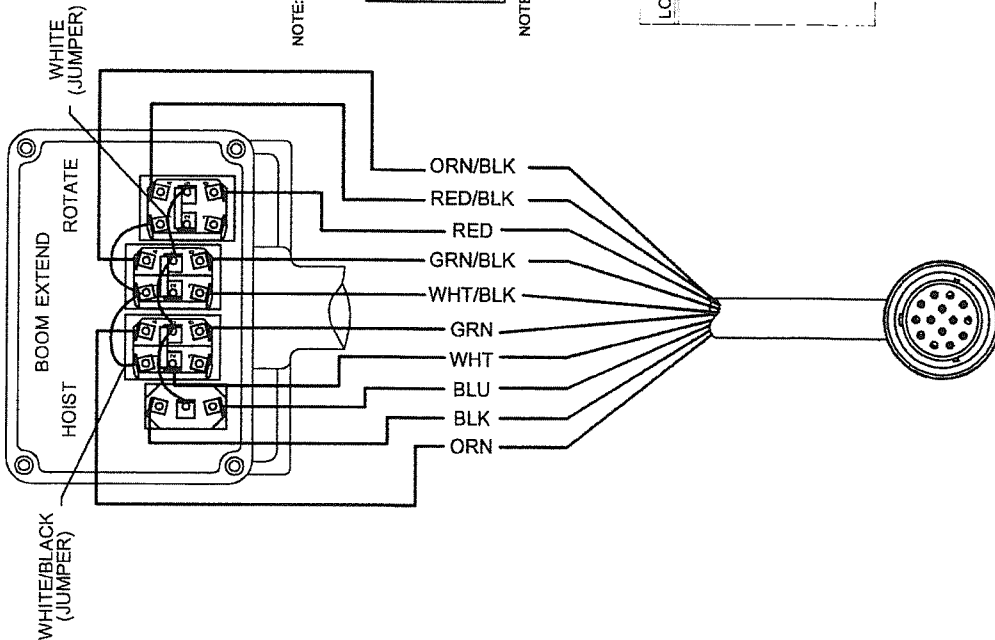 WHITE
(JUMPER)
NOTE:
NOTE
LO
ROTATE
BOOM EXTEND
HOIST
WHITE/BLACK
(JUMPER)
ORN/BLK
RED/BLK
RED
GRN/BLK
WHT/BLK
GRN
WHT
BLU
BLK
ORN